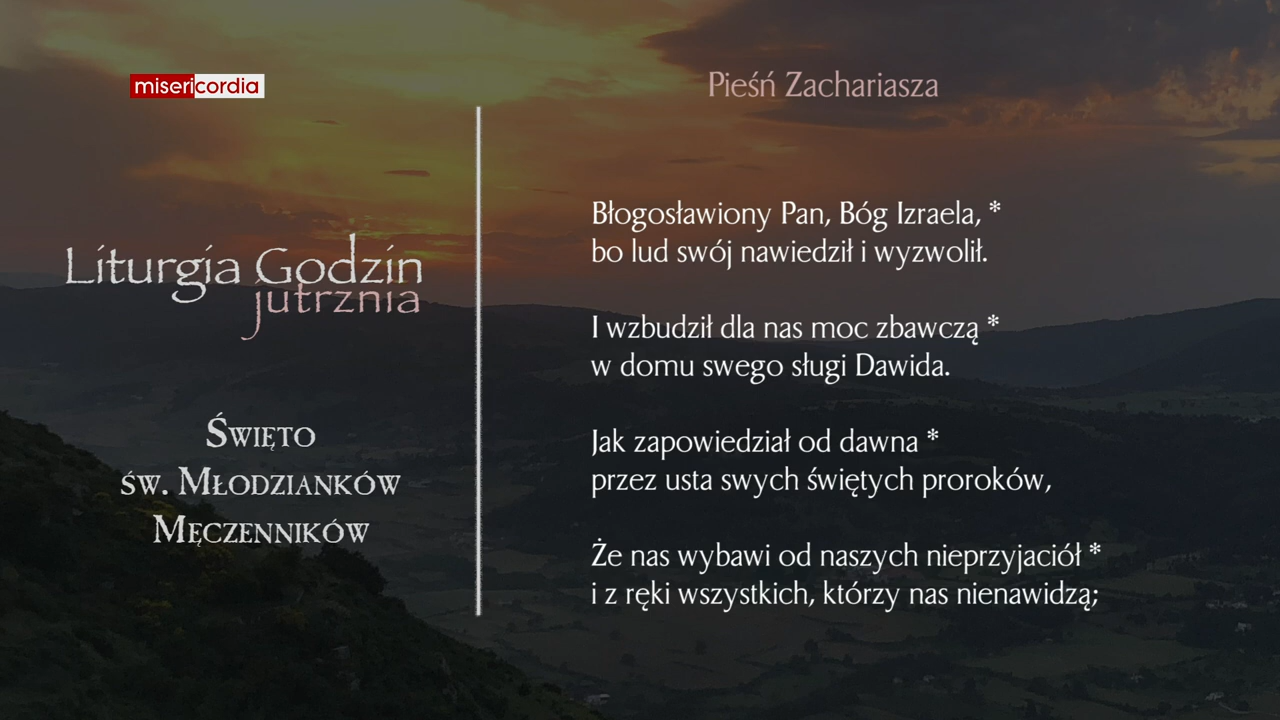 misericordia
Liturgia Godzin
jutrznia
Święto
św. Młodzianków
Męczenników
Pieśń Zachariasza
Błogosławiony Pan, Bóg Izraela, *
bo lud swój nawiedził i wyzwolił.
I wzbudził dla nas moc zbawczą *
w domu swego sługi Dawida.
Jak zapowiedział od dawna *
przez usta swych świętych proroków,
Że nas wybawi od naszych nieprzyjaciół *
i z ręki wszystkich, którzy nas nienawidzą;